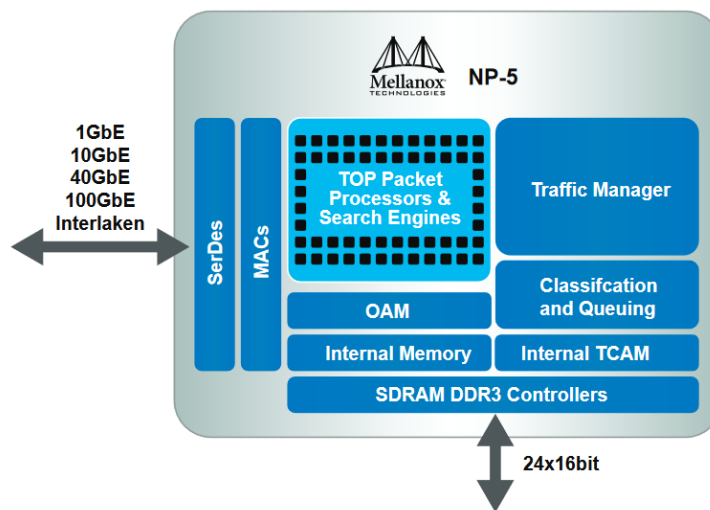 Mellanox
TECHNOLOGIES
NP-5
1GbE
10GbE
40GbE
100GbE
Interlaken
SerDes
MACs
TOP Packet
Processors &
Search Engines
Traffic Manager
OAM
Classifcation
and Queuing
Internal Memory
Internal TCAM
SDRAM DDR3 Controllers
24x16bit